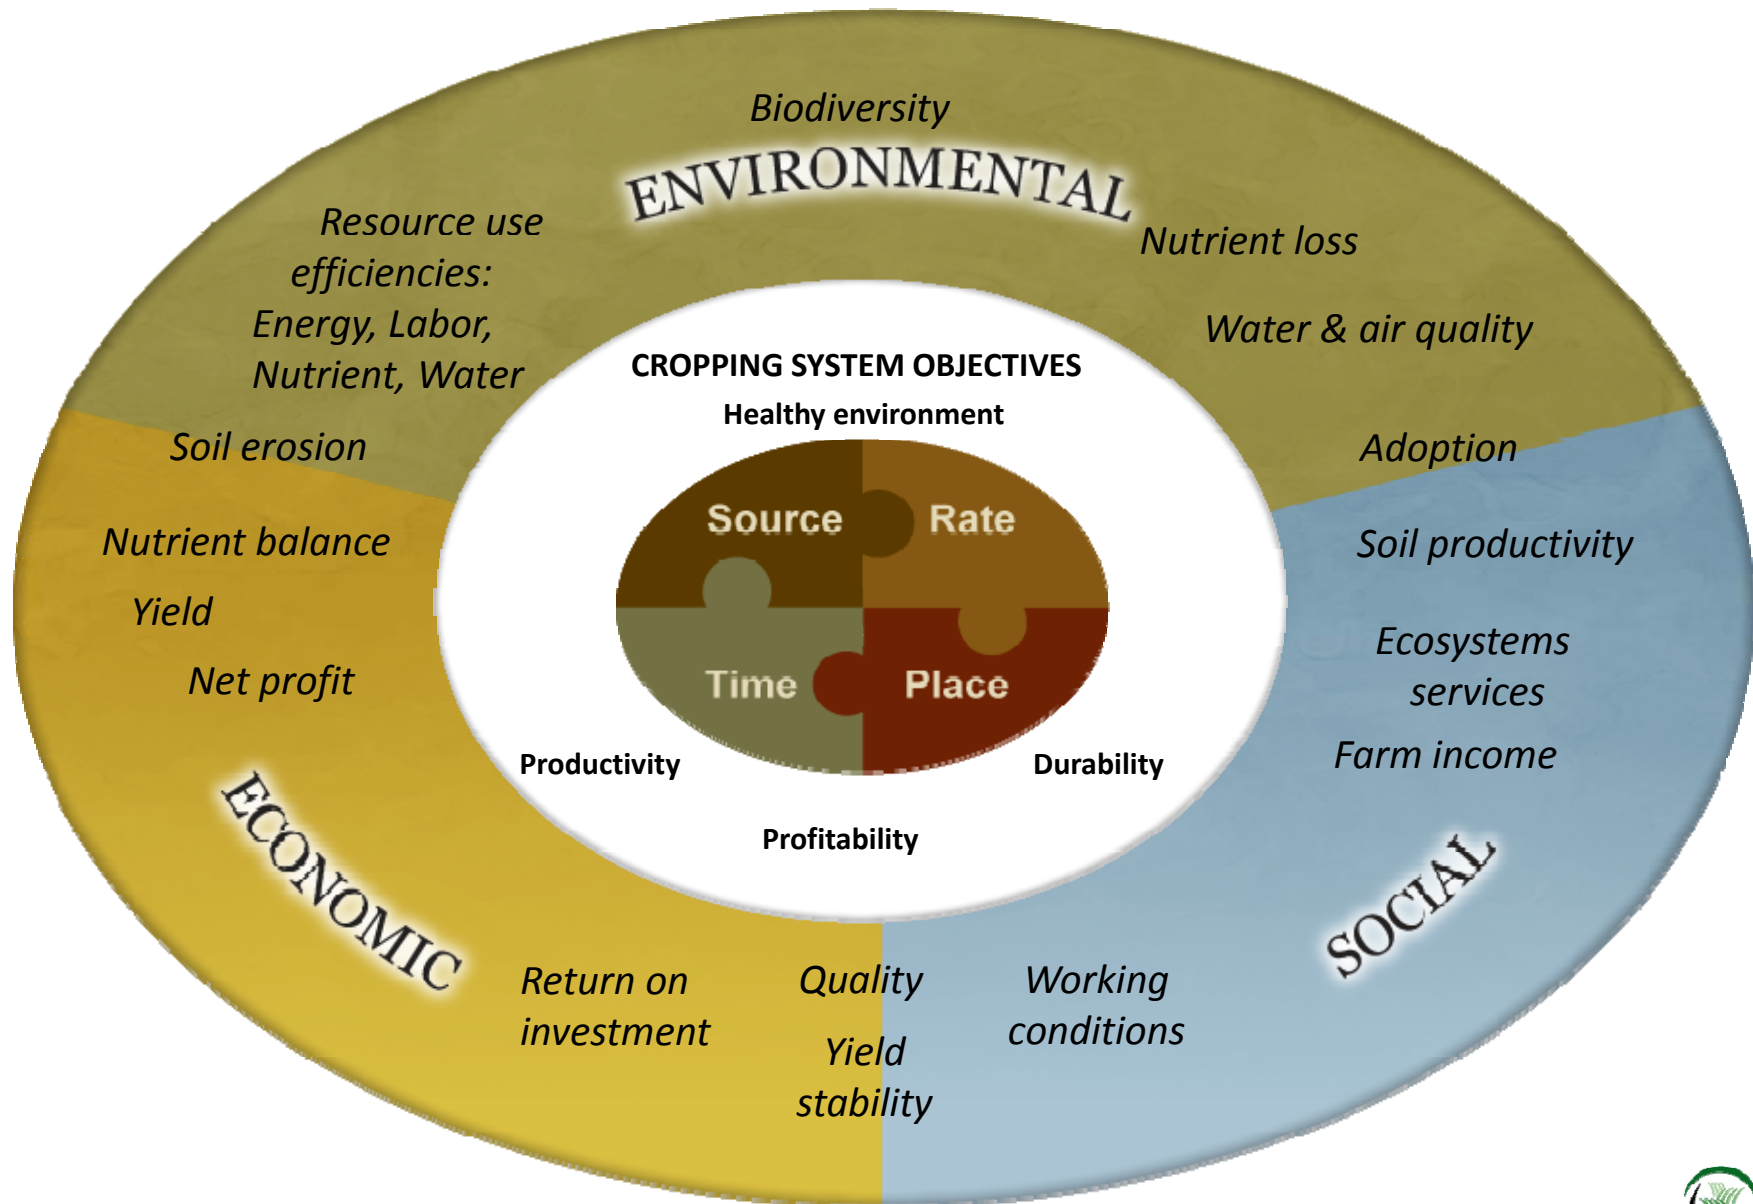 Biodiversity
ENVIRONMENTAL
Resource use
efficiencies:
Energy, Labor,
Nutrient, Water
Nutrient loss
Water & air quality
CROPPING SYSTEM OBJECTIVES
Healthy environment
Soil erosion
Adoption
Source
Rate
Nutrient balance
Soil productivity
Yield
Ecosystems
services
Net profit
Time
Place
Farm income
Productivity
Durability
Profitability
ECONOMIC
SOCIAL
Return on
investment
Quality
Yield
stability
Working
conditions